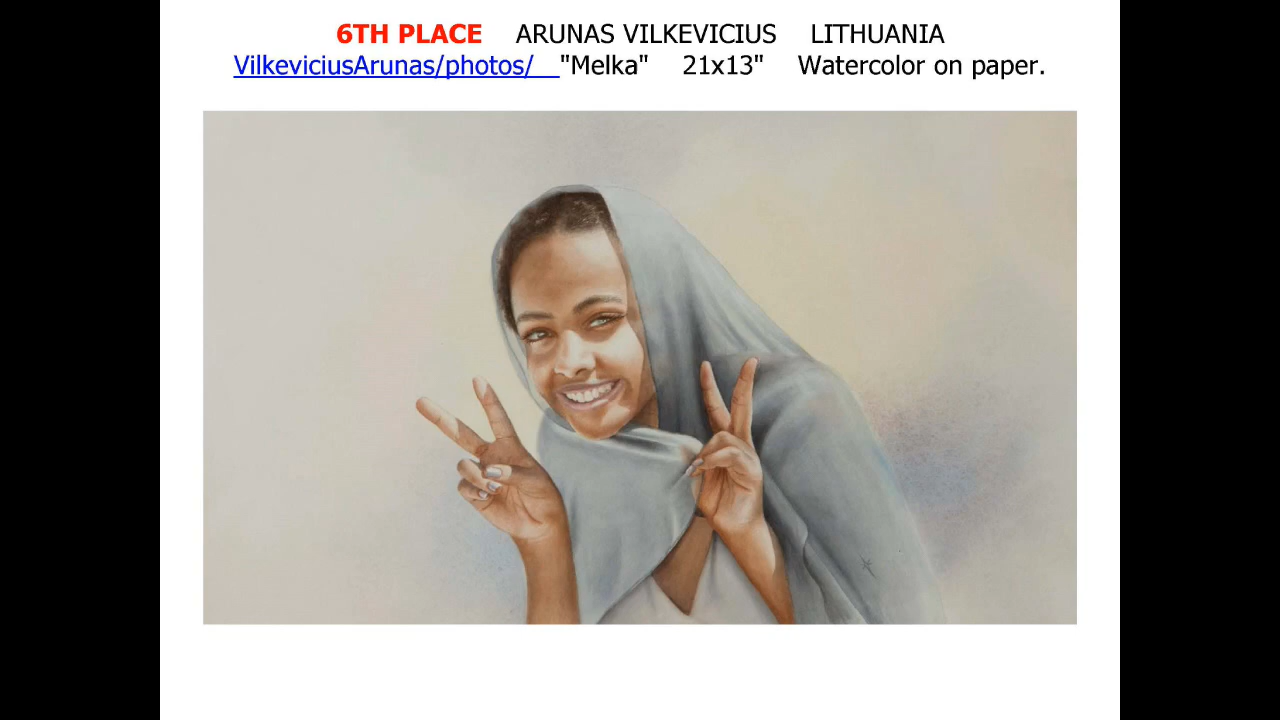 6TH PLACE ARUNAS VILKEVICIUS LITHUANIA
VilkeviciusArunas/photos/ "Melka" 21x13" Watercolor on paper.